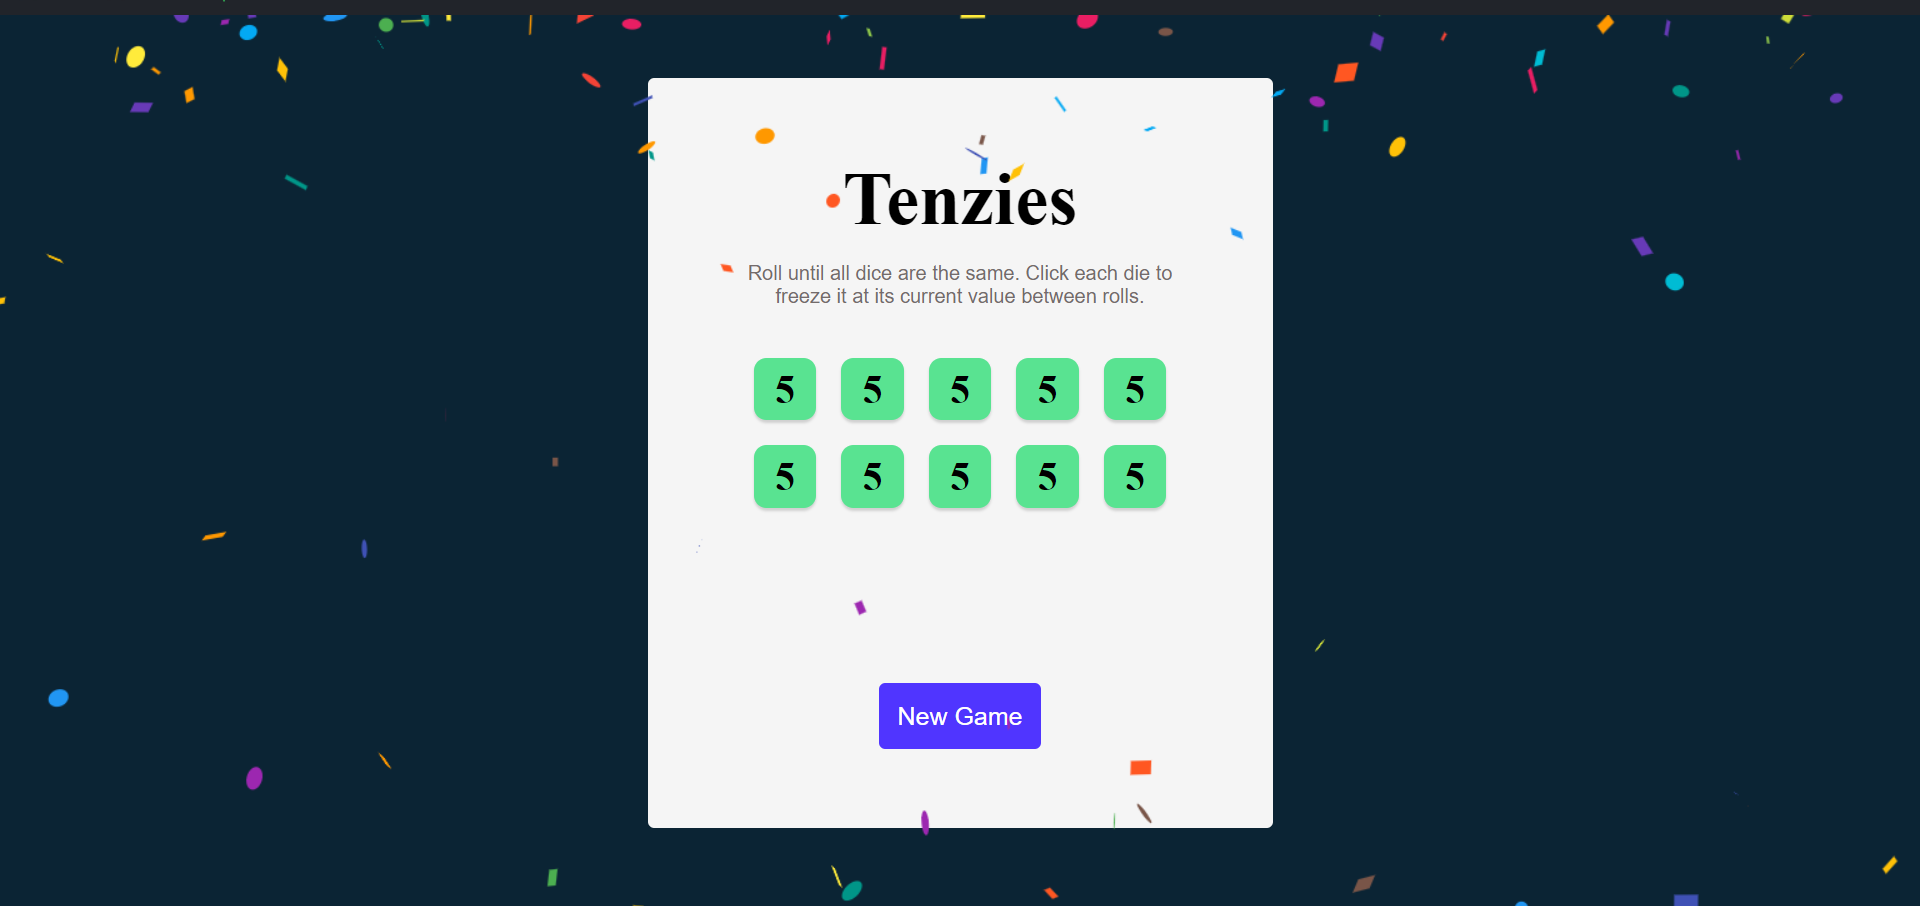 Tenzies
Roll until all dice are the same. Click each die to
freeze it at its current value between rolls.
5 5 5 5 5
5 5 5 5 5
New Game